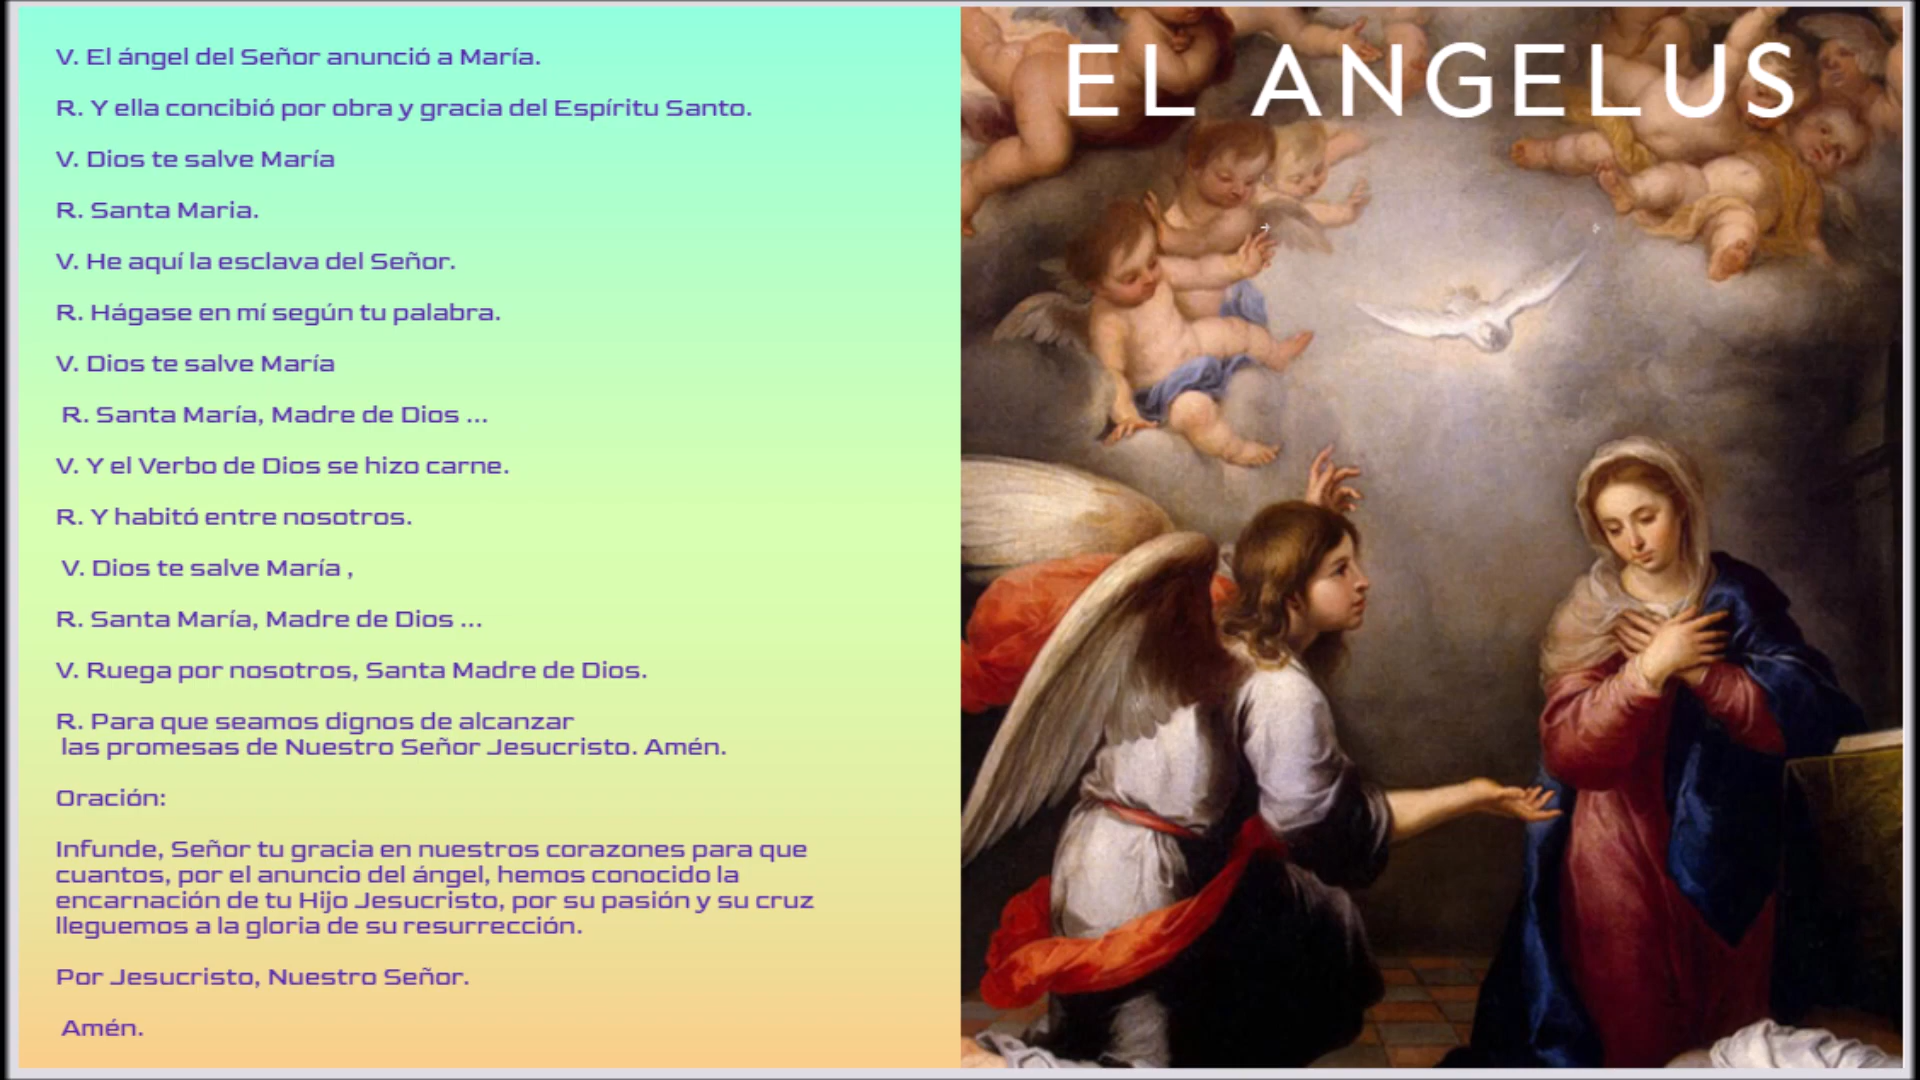 V. El ángel del Señor anunció a María.
R. Y ella concibió por obra y gracia del Espíritu Santo.
V. Dios te salve María
R. Santa Maria.
V. He aquí la esclava del Señor.
R. Hágase en mí según tu palabra.
V. Dios te salve María
R. Santa María, Madre de Dios ...
V. Y el Verbo de Dios se hizo carne.
R. Y habitó entre nosotros.
V. Dios te salve María ,
R. Santa María, Madre de Dios ...
V. Ruega por nosotros, Santa Madre de Dios.
R. Para que seamos dignos de alcanzar
las promesas de Nuestro Señor Jesucristo. Amén.
Oración:
Infunde, Señor tu gracia en nuestros corazones para que
cuantos, por el anuncio del ángel, hemos conocido la
encarnación de tu Hijo Jesucristo, por su pasión y su cruz
lleguemos a la gloria de su resurrección.
Por Jesucristo, Nuestro Señor.
Amén.
EL ANGELUS